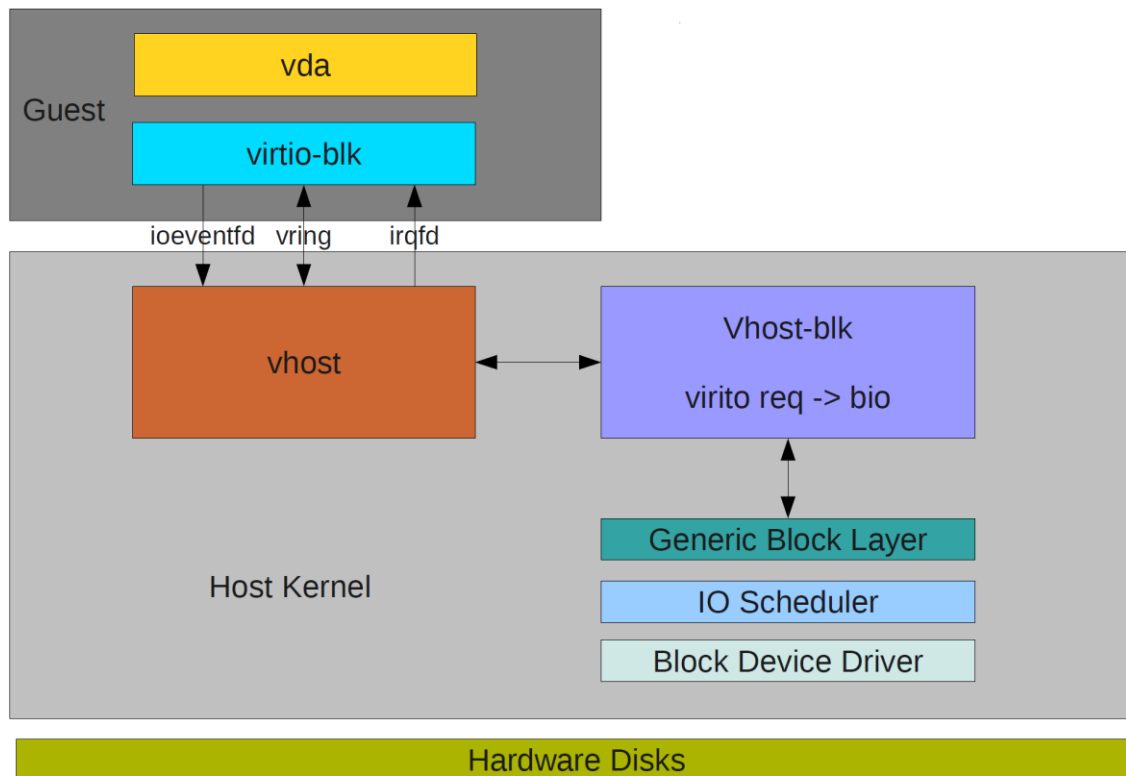 vda
Guest
virtio-blk
ioeventfd vring irqfd
vhost
Vhost-blk
virito req -> bio
Generic Block Layer
Host Kernel
IO Scheduler
Block Device Driver
Hardware Disks